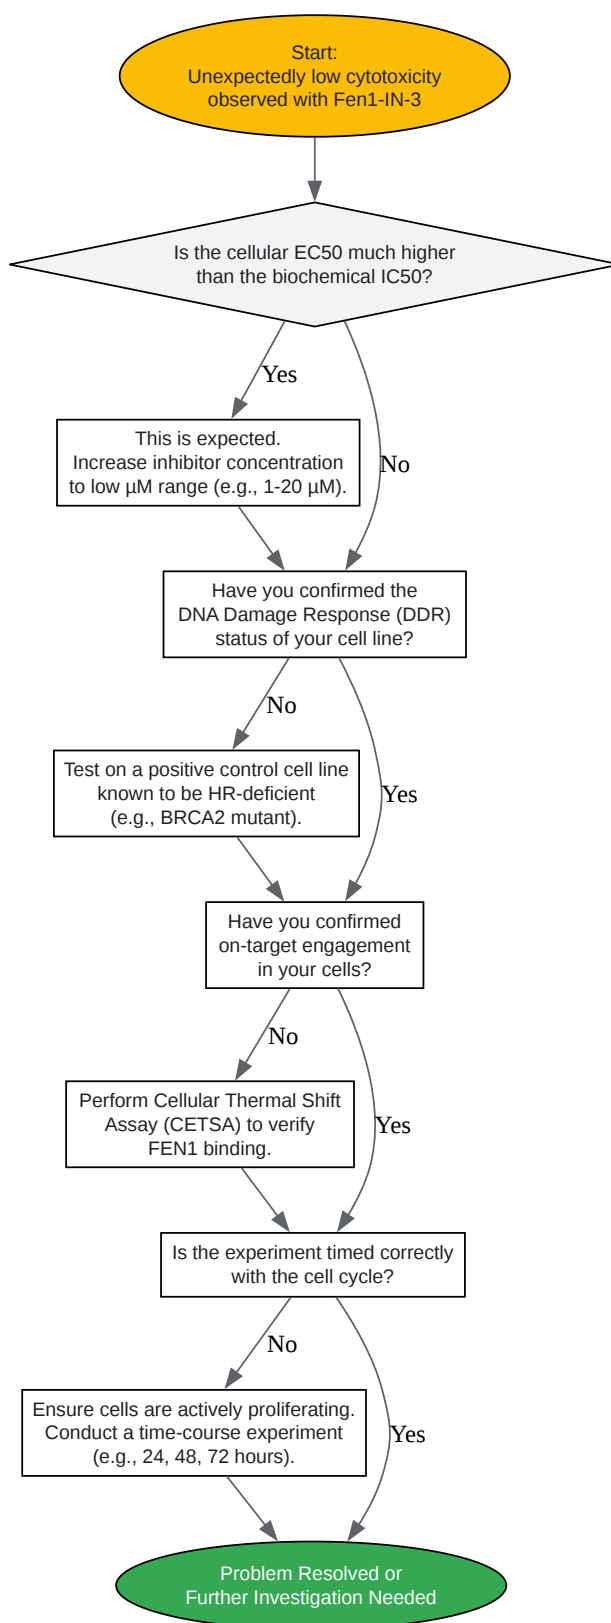 Start:
Unexpectedly low cytotoxicity
observed with Fen1-IN-3
Is the cellular EC50 much higher
than the biochemical IC50?
Yes
This is expected.
Increase inhibitor concentration
to low µM range (e.g., 1-20 µM).
No
Have you confirmed the
DNA Damage Response (DDR)
status of your cell line?
No
Test on a positive control cell line
known to be HR-deficient
(e.g., BRCA2 mutant).
Yes
Have you confirmed
on-target engagement
in your cells?
No
Perform Cellular Thermal Shift
Assay (CETSA) to verify
FEN1 binding.
Yes
Is the experiment timed correctly
with the cell cycle?
No
Ensure cells are actively proliferating.
Conduct a time-course experiment
(e.g., 24, 48, 72 hours).
Yes
Problem Resolved or
Further Investigation Needed